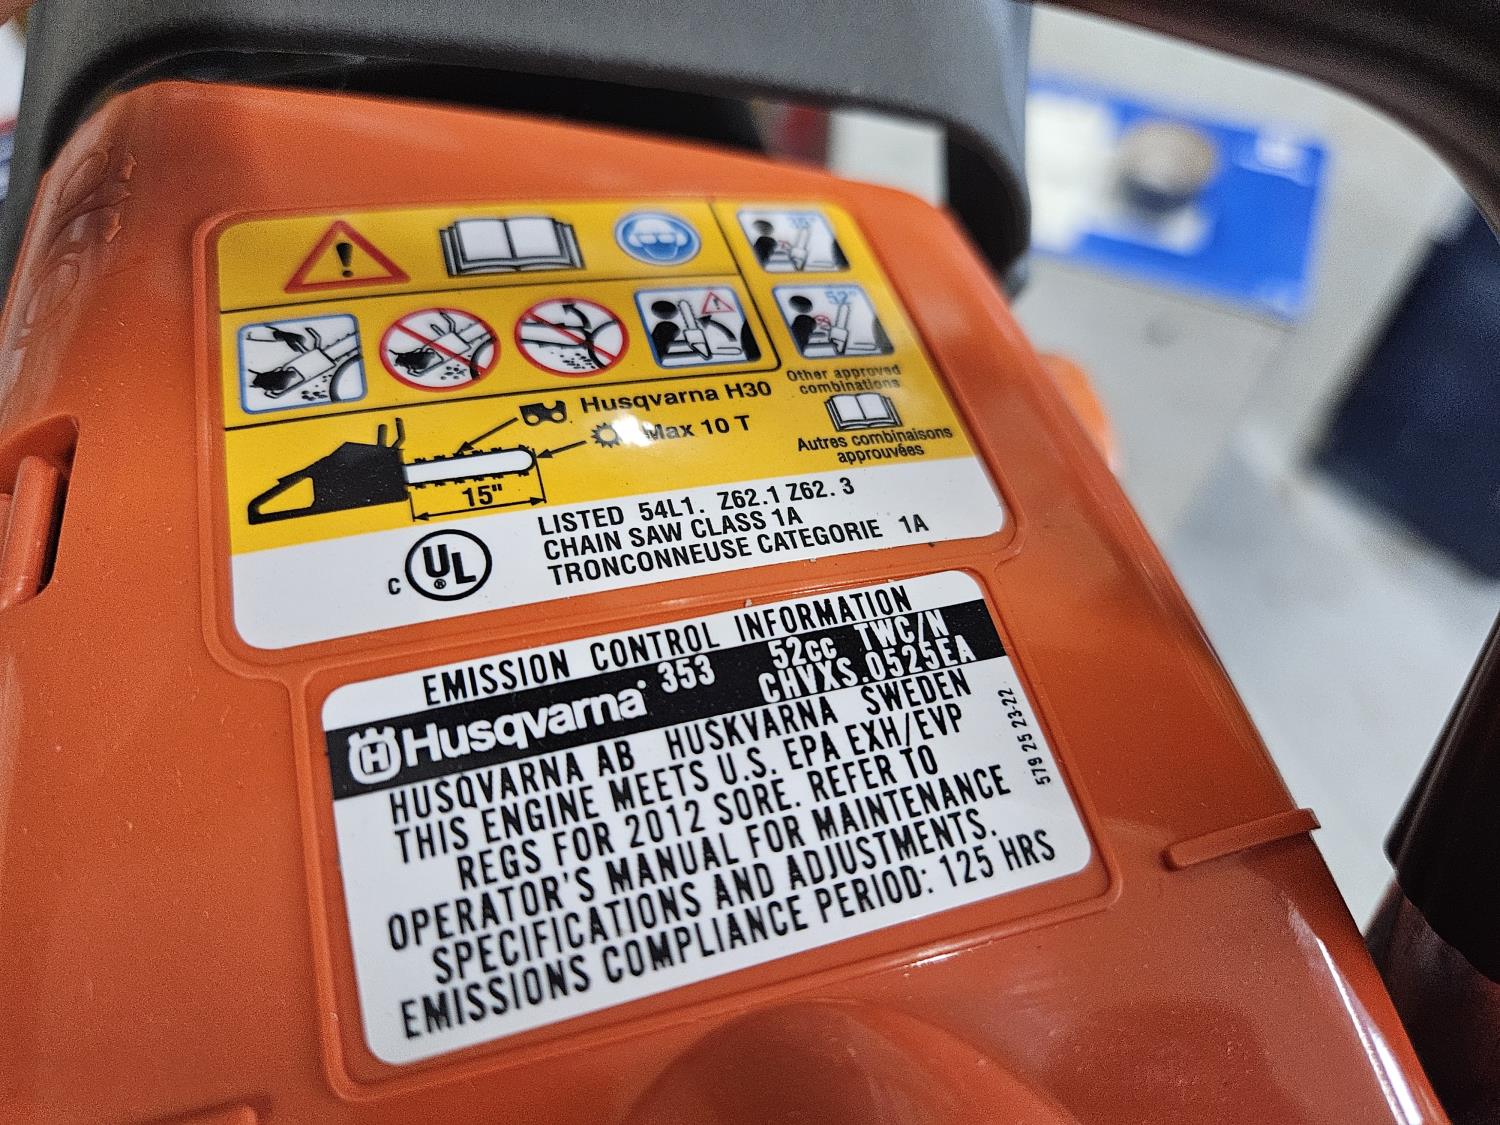 30°
52°
Other approved
combinations
Husqvarna H30
Max 10 T
Autres combinaisons
approuvées
15"
C UL ®
LISTED 54L1. Z62.1 Z62. 3
CHAIN SAW CLASS 1A
TRONCONNEUSE CATEGORIE 1A
EMISSION CONTROL INFORMATION
H Husqvarna 353 52cc TWC/N
CHVXS.0525EA
HUSQVARNA AB HUSKVARNA SWEDEN
THIS ENGINE MEETS U.S. EPA EXH/EVP
REGS FOR 2012 SORE. REFER TO
OPERATOR'S MANUAL FOR MAINTENANCE
SPECIFICATIONS AND ADJUSTMENTS.
EMISSIONS COMPLIANCE PERIOD: 125 HRS
579 25 23-22